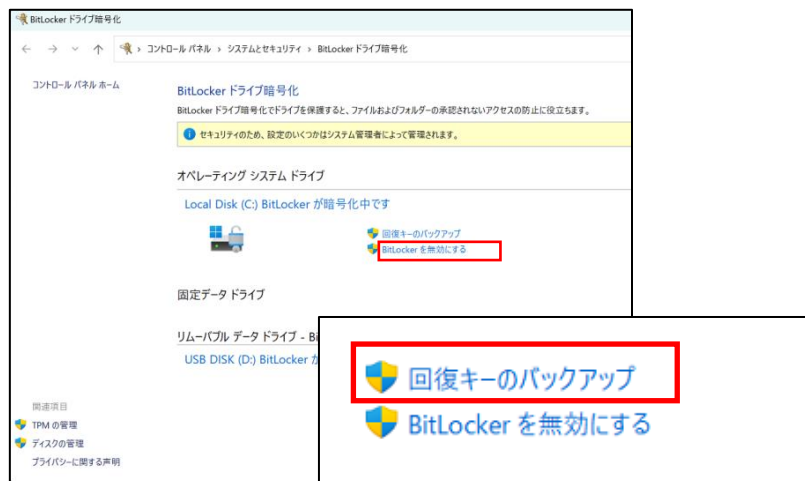 BitLocker ドライブ暗号化
コントロール パネル › システムとセキュリティ › BitLocker ドライブ暗号化
コントロール パネル ホーム
BitLocker ドライブ暗号化
BitLocker ドライブ暗号化でドライブを保護すると、ファイルおよびフォルダーの承認されないアクセスの防止に役立ちます。
セキュリティのため、設定のいくつかはシステム管理者によって管理されます。
オペレーティング システム ドライブ
Local Disk (C:) BitLocker が暗号化中です
回復キーのバックアップ
BitLocker を無効にする
固定データ ドライブ
リムーバブル データ ドライブ - Bi
USB DISK (D:) BitLocker
関連項目
TPM の管理
ディスクの管理
プライバシーに関する声明
回復キーのバックアップ
BitLocker を無効にする